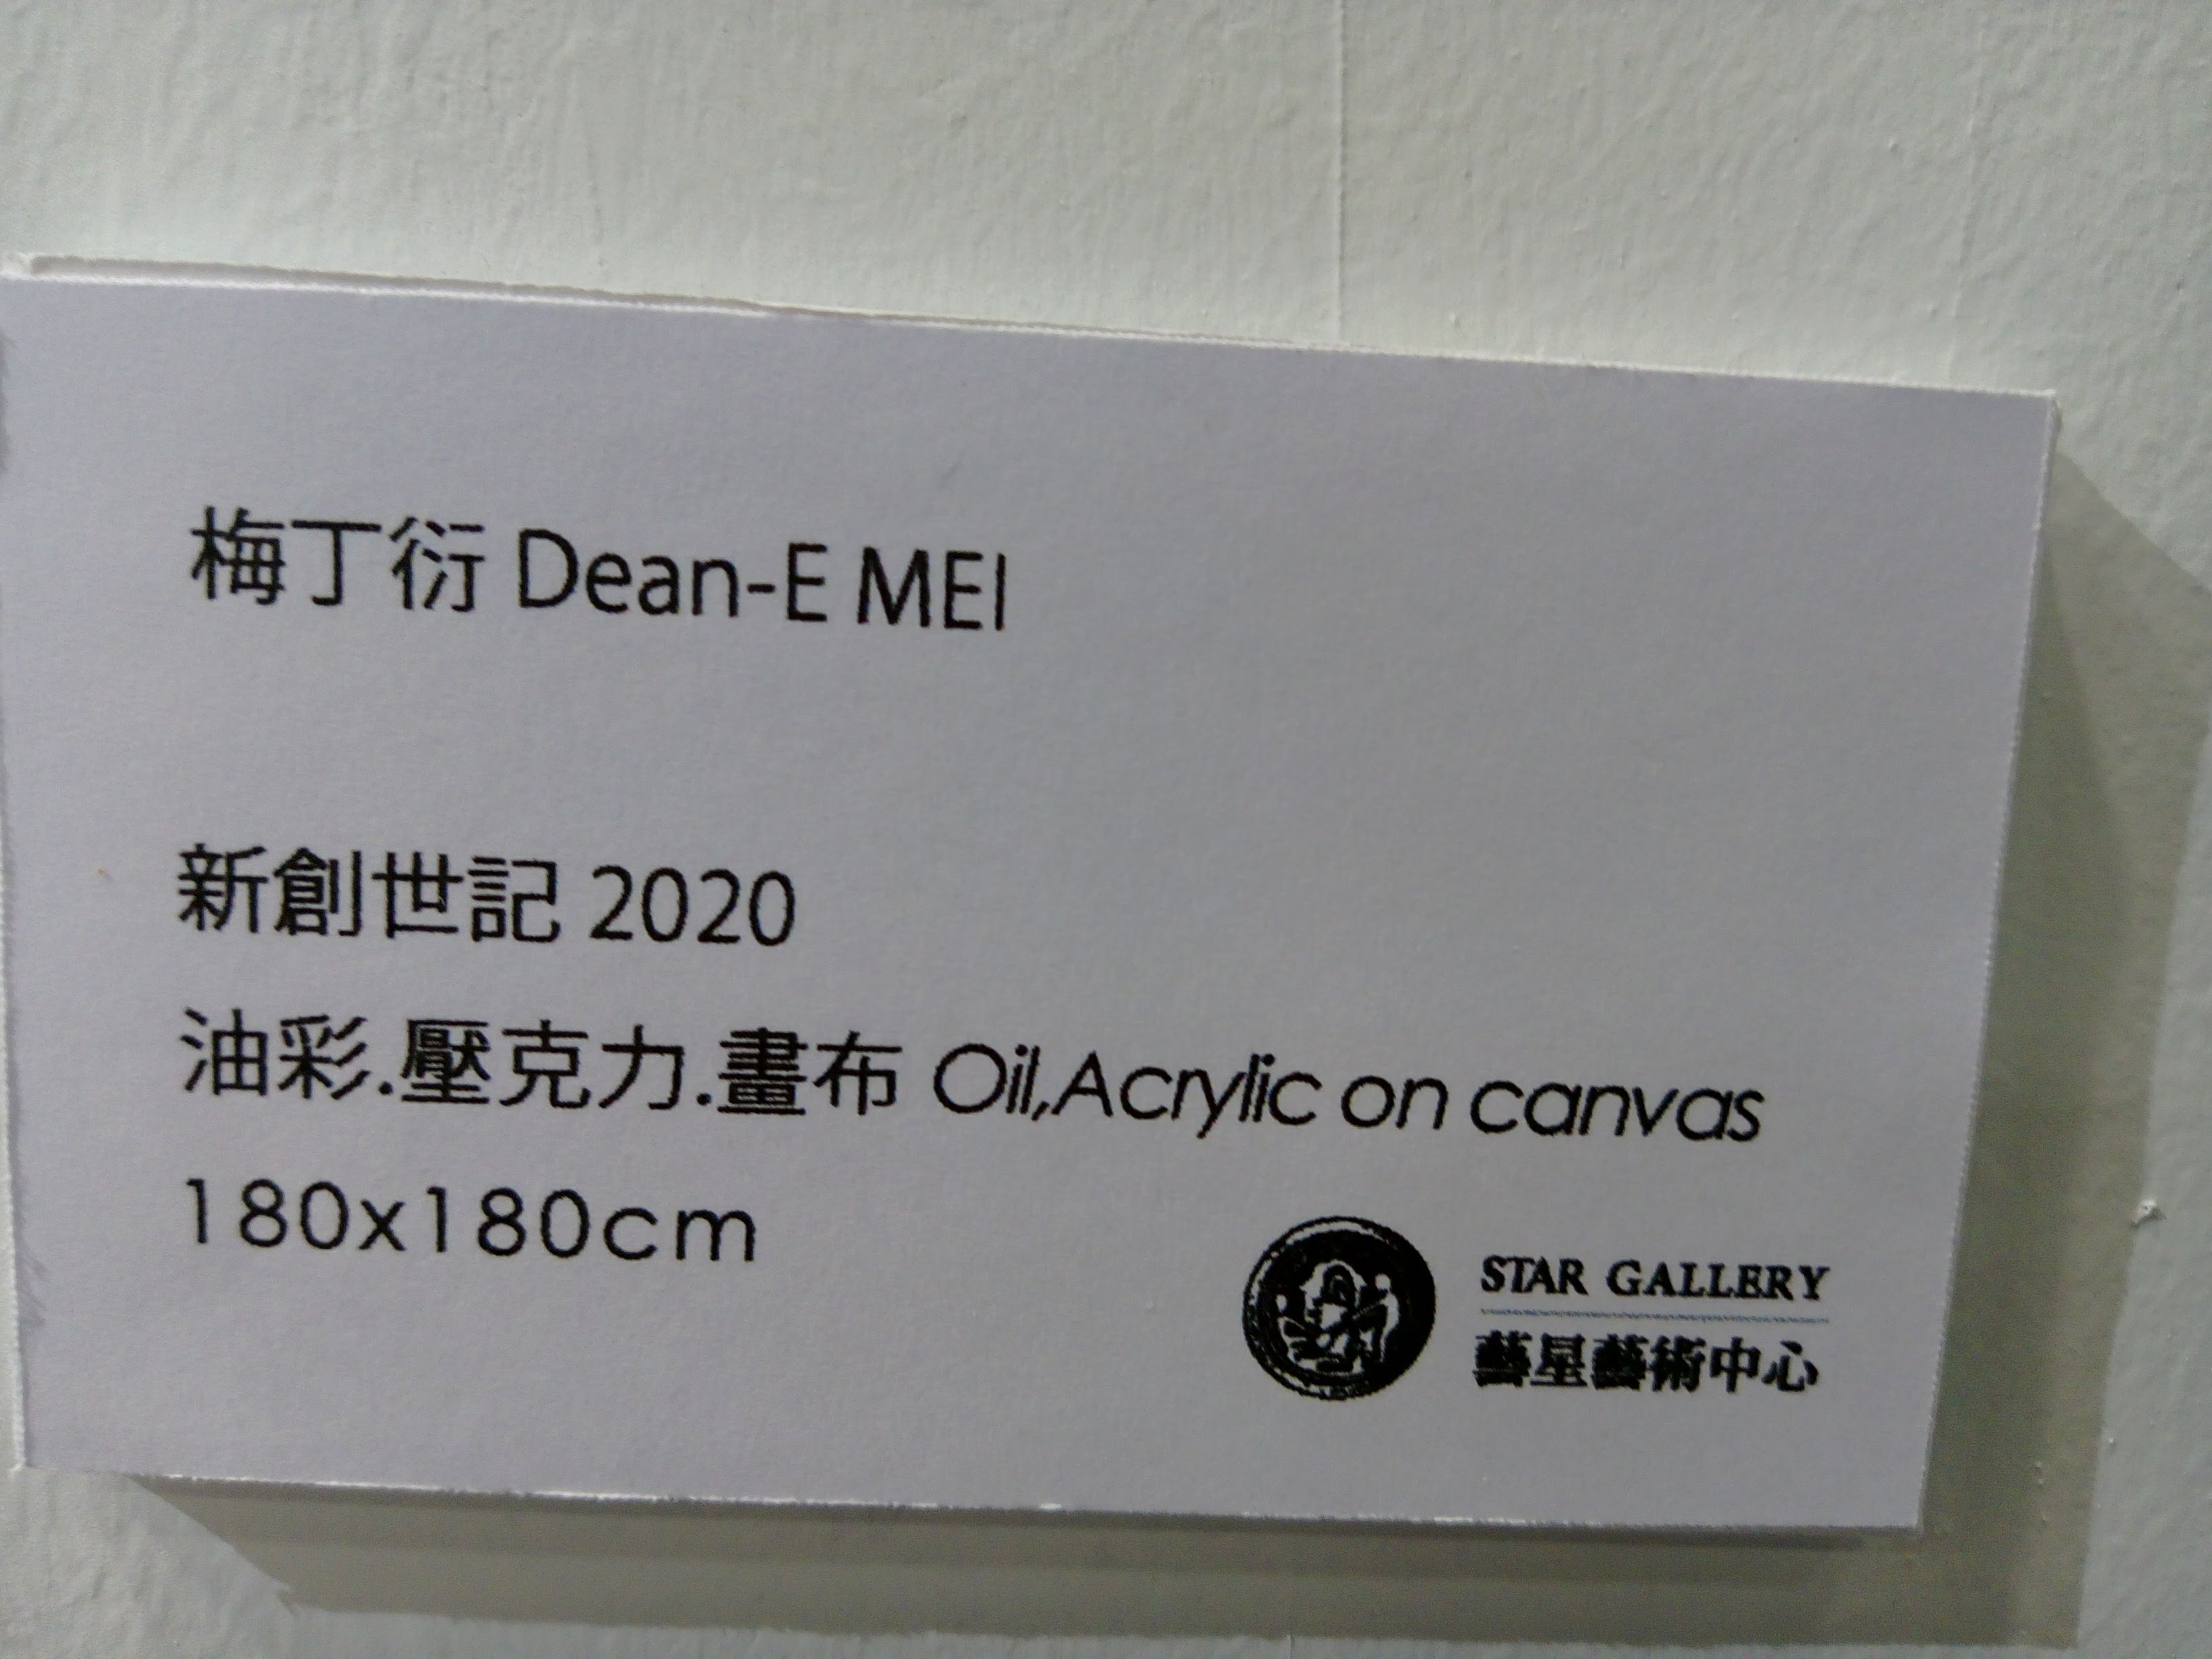 梅丁衍 Dean-E MEI
新創世記 2020
油彩.壓克力.畫布 Oil,Acrylic on canvas
180x180cm
STAR GALLERY
藝星藝術中心